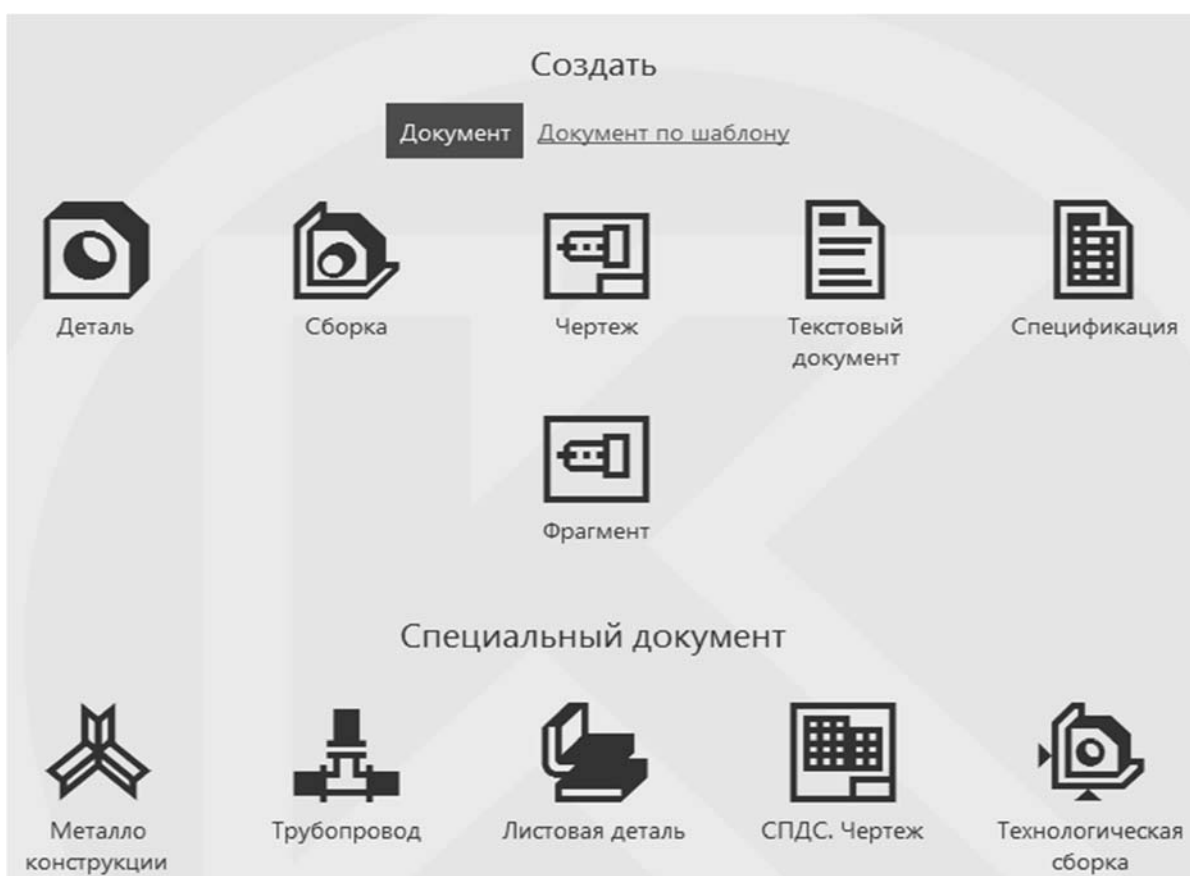 Создать
Документ Документ по шаблону
Деталь Сборка Чертеж Текстовый Спецификация
документ
Фрагмент
Специальный документ
Металло Трубопровод Листовая деталь СПДС. Чертеж Технологическая
конструкции сборка